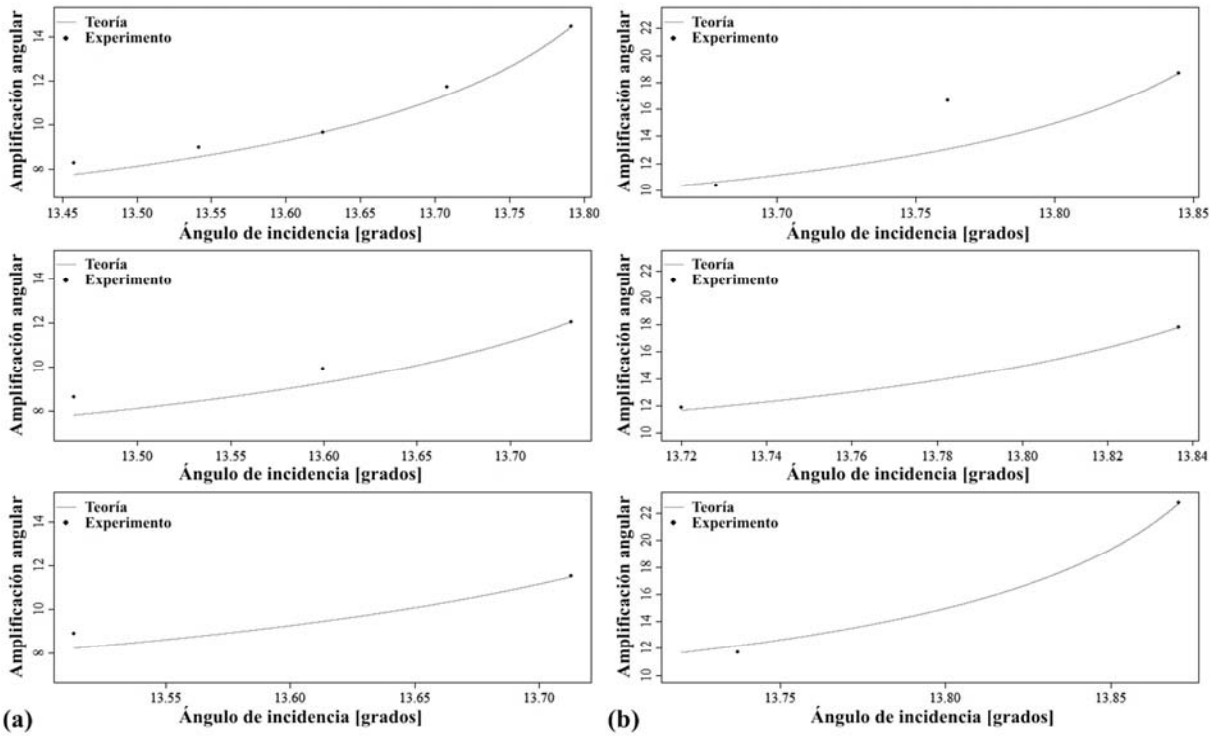 Teoría
Experimento
Amplificación angular
8 10 12 14
13.45 13.50 13.55 13.60 13.65 13.70 13.75 13.80
Ángulo de incidencia [grados]
Teoría
Experimento
Amplificación angular
10 12 14 16 18 20 22
13.70 13.75 13.80 13.85
Ángulo de incidencia [grados]
Teoría
Experimento
Amplificación angular
8 10 12 14
13.50 13.55 13.60 13.65 13.70
Ángulo de incidencia [grados]
Teoría
Experimento
Amplificación angular
10 12 14 16 18 20 22
13.72 13.74 13.76 13.78 13.80 13.82 13.84
Ángulo de incidencia [grados]
Teoría
Experimento
Amplificación angular
8 10 12 14
13.55 13.60 13.65 13.70
Ángulo de incidencia [grados]
(a)
Teoría
Experimento
Amplificación angular
10 12 14 16 18 20 22
13.75 13.80 13.85
Ángulo de incidencia [grados]
(b)